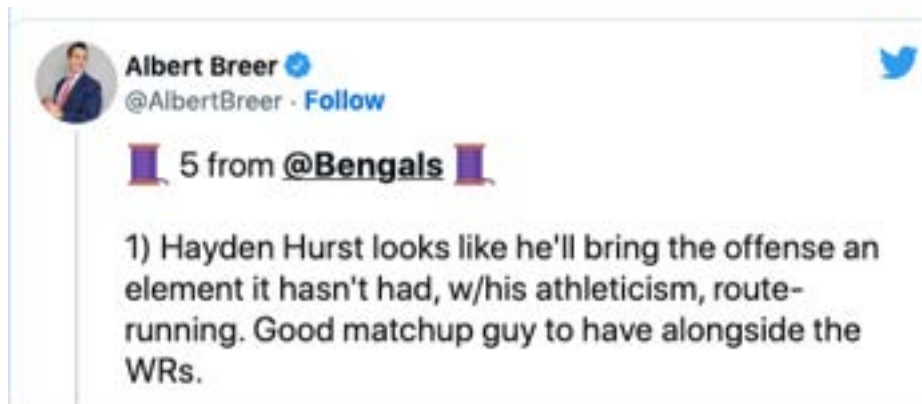 Albert Breer
@AlbertBreer · Follow
🧵 5 from @Bengals 🧵
1) Hayden Hurst looks like he'll bring the offense an
element it hasn't had, w/his athleticism, route-
running. Good matchup guy to have alongside the
WRs.